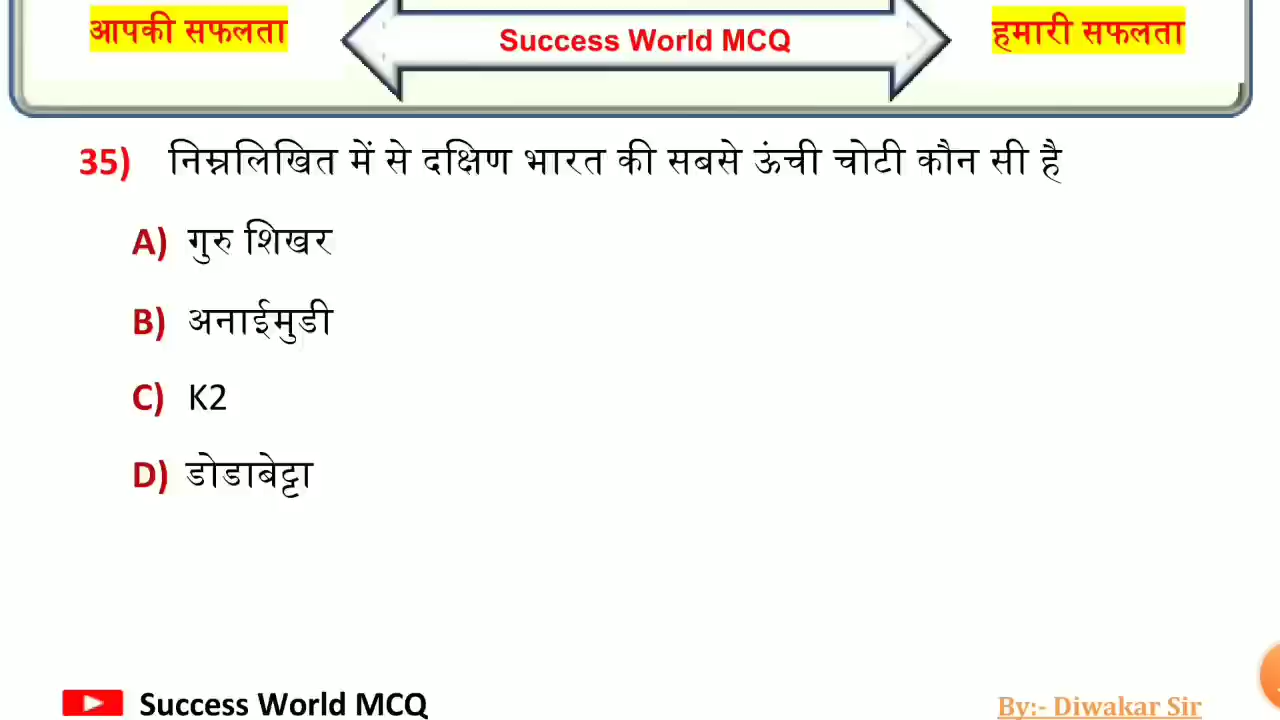 आपकी सफलता
Success World MCQ
हमारी सफलता
35) निम्नलिखित में से दक्षिण भारत की सबसे ऊंची चोटी कौन सी है
A) गुरु शिखर
B) अनाईमुडी
C) K2
D) डोडाबेट्टा
Success World MCQ
By:- Diwakar Sir